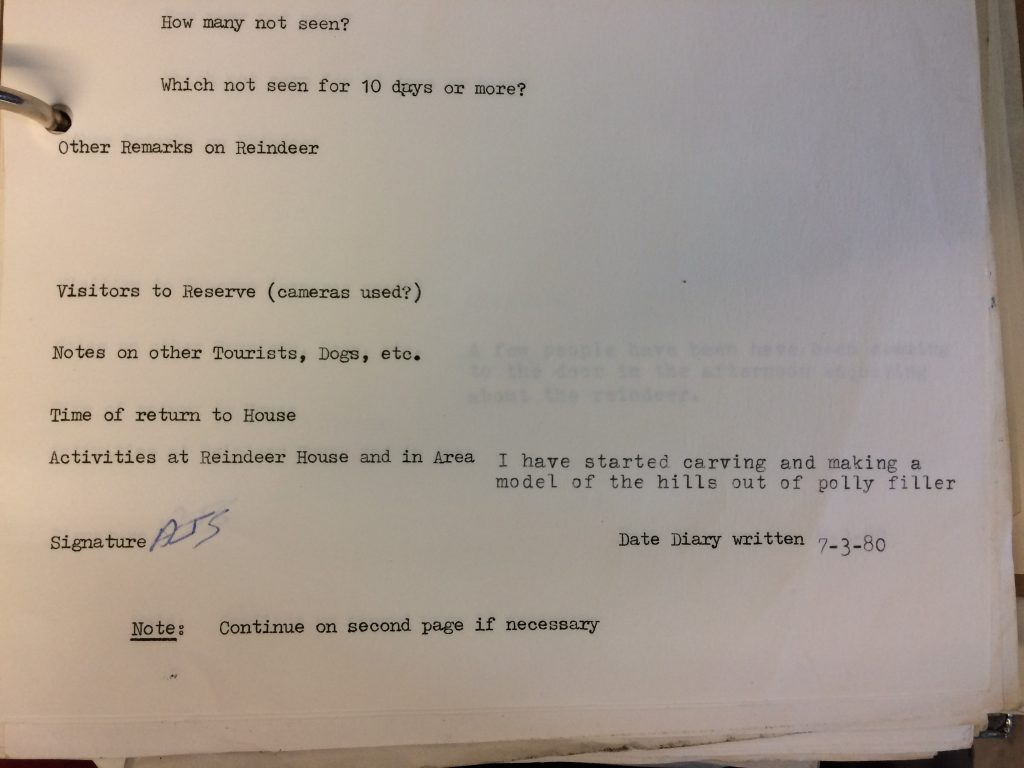 How many not seen?
Which not seen for 10 days or more?
Other Remarks on Reindeer
Visitors to Reserve (cameras used?)
Notes on other Tourists, Dogs, etc. A few people have been have been coming
to the door in the afternoon enquiring
about the reindeer.
Time of return to House
Activities at Reindeer House and in Area I have started carving and making a
model of the hills out of polly filler
Signature AJS Date Diary written 7-3-80
Note: Continue on second page if necessary